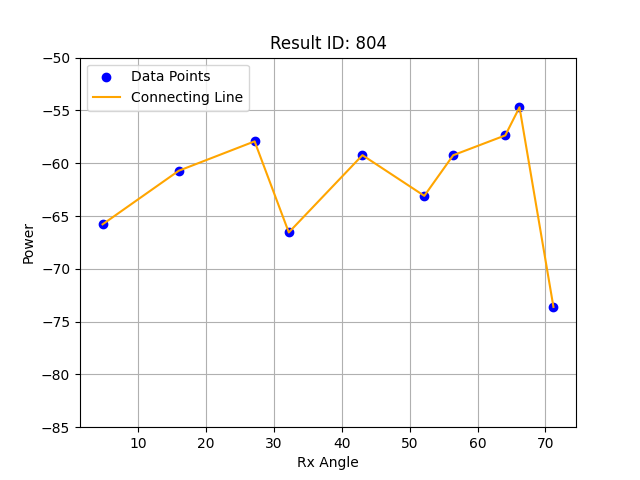 Result ID: 804
Data Points
Connecting Line
−50
−55
−60
−65
−70
−75
−80
−85
Power
10 20 30 40 50 60 70
Rx Angle